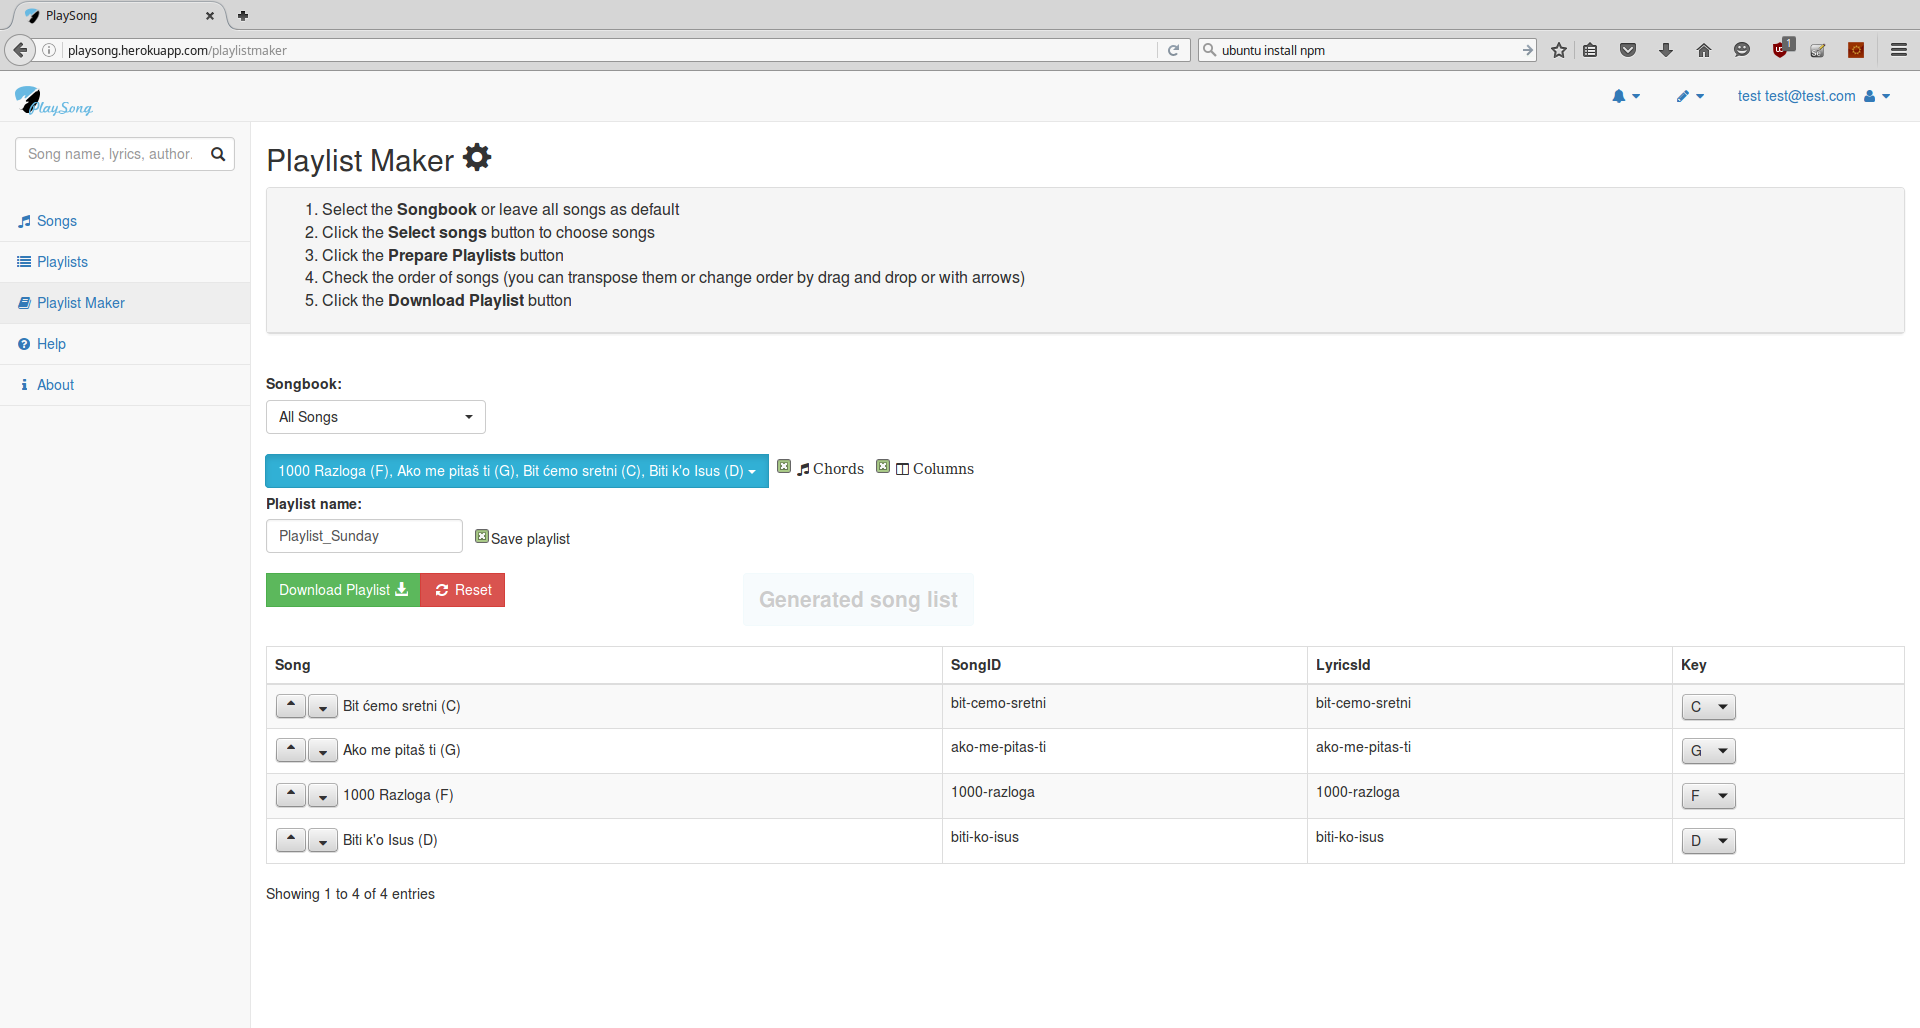 PlaySong
playsong.herokuapp.com/playlistmaker
ubuntu install npm
1
PlaySong
test test@test.com
Song name, lyrics, author.
Songs
Playlists
Playlist Maker
Help
About
Playlist Maker
1. Select the Songbook or leave all songs as default
2. Click the Select songs button to choose songs
3. Click the Prepare Playlists button
4. Check the order of songs (you can transpose them or change order by drag and drop or with arrows)
5. Click the Download Playlist button
Songbook:
All Songs
1000 Razloga (F), Ako me pitaš ti (G), Bit ćemo sretni (C), Biti k'o Isus (D)
Chords Columns
Playlist name:
Playlist_Sunday
Save playlist
Download Playlist Reset
Generated song list
Song SongID LyricsId Key
Bit ćemo sretni (C) bit-cemo-sretni bit-cemo-sretni C
Ako me pitaš ti (G) ako-me-pitas-ti ako-me-pitas-ti G
1000 Razloga (F) 1000-razloga 1000-razloga F
Biti k'o Isus (D) biti-ko-isus biti-ko-isus D
Showing 1 to 4 of 4 entries